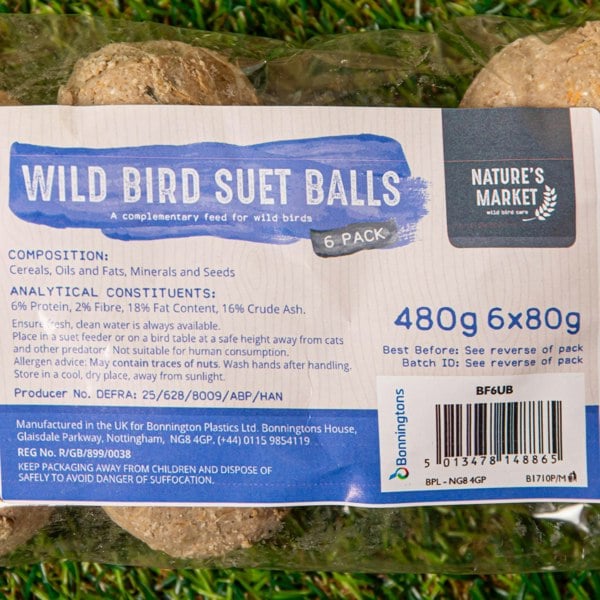 WILD BIRD SUET BALLS
A complementary feed for wild birds
6 PACK
NATURE'S
MARKET
wild bird care
COMPOSITION:
Cereals, Oils and Fats, Minerals and Seeds
ANALYTICAL CONSTITUENTS:
6% Protein, 2% Fibre, 18% Fat Content, 16% Crude Ash.
Ensure fresh, clean water is always available.
Place in a suet feeder or on a bird table at a safe height away from cats
and other predators. Not suitable for human consumption.
Allergen advice: May contain traces of nuts. Wash hands after handling.
Store in a cool, dry place, away from sunlight.
Producer No. DEFRA: 25/628/8009/ABP/HAN
480g 6x80g
Best Before: See reverse of pack
Batch ID: See reverse of pack
Manufactured in the UK for Bonnington Plastics Ltd. Bonningtons House,
Glaisdale Parkway, Nottingham, NG8 4GP. (+44) 0115 9854119
REG No. R/GB/899/0038
KEEP PACKAGING AWAY FROM CHILDREN AND DISPOSE OF
SAFELY TO AVOID DANGER OF SUFFOCATION.
Bonningtons
BF6UB
5 013478 148865
BPL - NG8 4GP B1710P/M